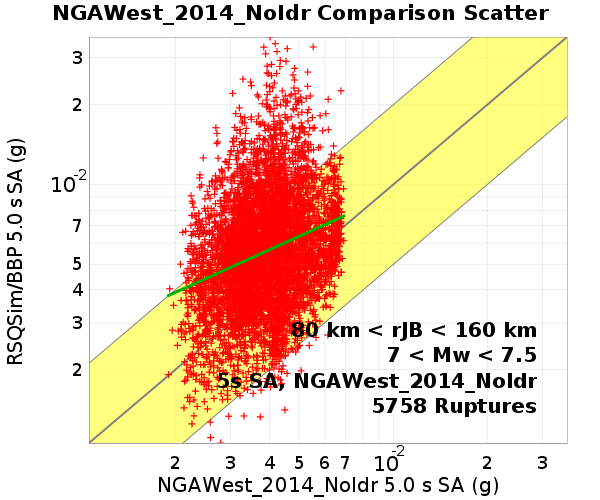 NGAWest_2014_NoIdr Comparison Scatter
RSQSim/BBP 5.0 s SA (g)
3
2
10-2
7
5
4
3
2
80 km < rJB < 160 km
7 < Mw < 7.5
5s SA, NGAWest_2014_NoIdr
5758 Ruptures
2 3 4 5 6 7 10-2 2 3
NGAWest_2014_NoIdr 5.0 s SA (g)